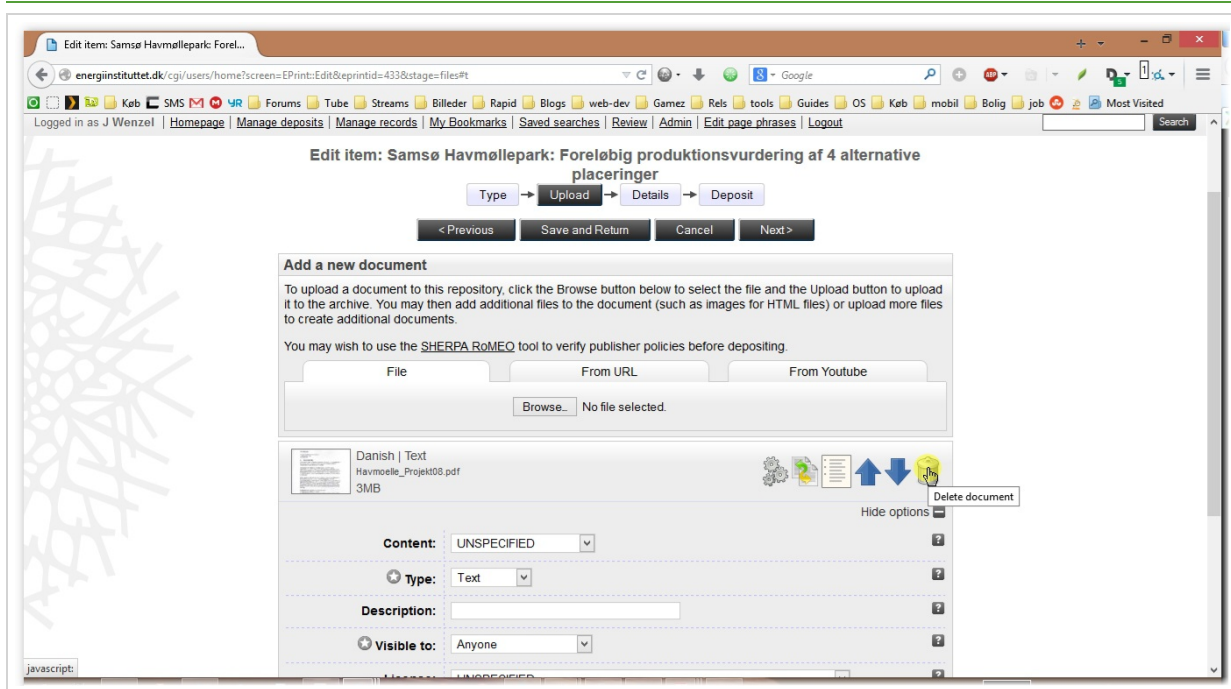 Edit item: Samsø Havmøllepark: Forel...
energiinstituttet.dk/cgi/users/home?screen=EPrint::Edit&eprintid=433&stage=files#t
Google
Køb SMS YR Forums Tube Streams Billeder Rapid Blogs web-dev Gamez Rels tools Guides OS Køb mobil Bolig job Most Visited
Logged in as J Wenzel | Homepage | Manage deposits | Manage records | My Bookmarks | Saved searches | Review | Admin | Edit page phrases | Logout Search
Edit item: Samsø Havmøllepark: Foreløbig produktionsvurdering af 4 alternative
placeringer
Type Upload Details Deposit
< Previous Save and Return Cancel Next >
Add a new document
To upload a document to this repository, click the Browse button below to select the file and the Upload button to upload
it to the archive. You may then add additional files to the document (such as images for HTML files) or upload more files
to create additional documents.
You may wish to use the SHERPA RoMEO tool to verify publisher policies before depositing.
File From URL From Youtube
Browse... No file selected.
Danish | Text
Havmoelle_Projekt08.pdf
3MB
Delete document
Hide options
Content: UNSPECIFIED
Type: Text
Description:
Visible to: Anyone
javascript: